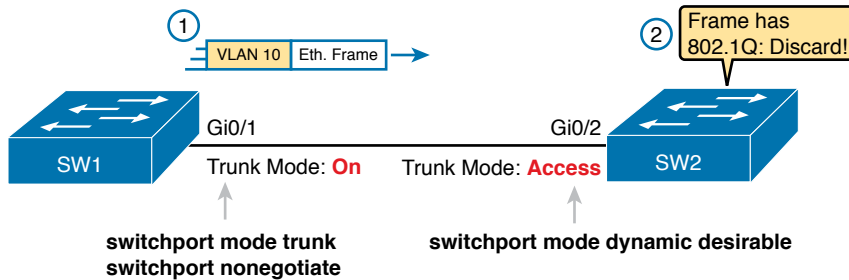 1
VLAN 10 Eth. Frame
2
Frame has
802.1Q: Discard!
SW1
Gi0/1
Gi0/2
SW2
Trunk Mode: On
Trunk Mode: Access
switchport mode trunk
switchport nonegotiate
switchport mode dynamic desirable